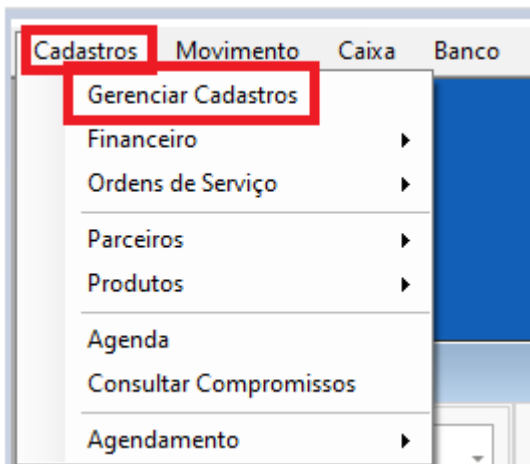 Cadastros Movimento Caixa Banco
Gerenciar Cadastros
Financeiro
Ordens de Serviço
Parceiros
Produtos
Agenda
Consultar Compromissos
Agendamento